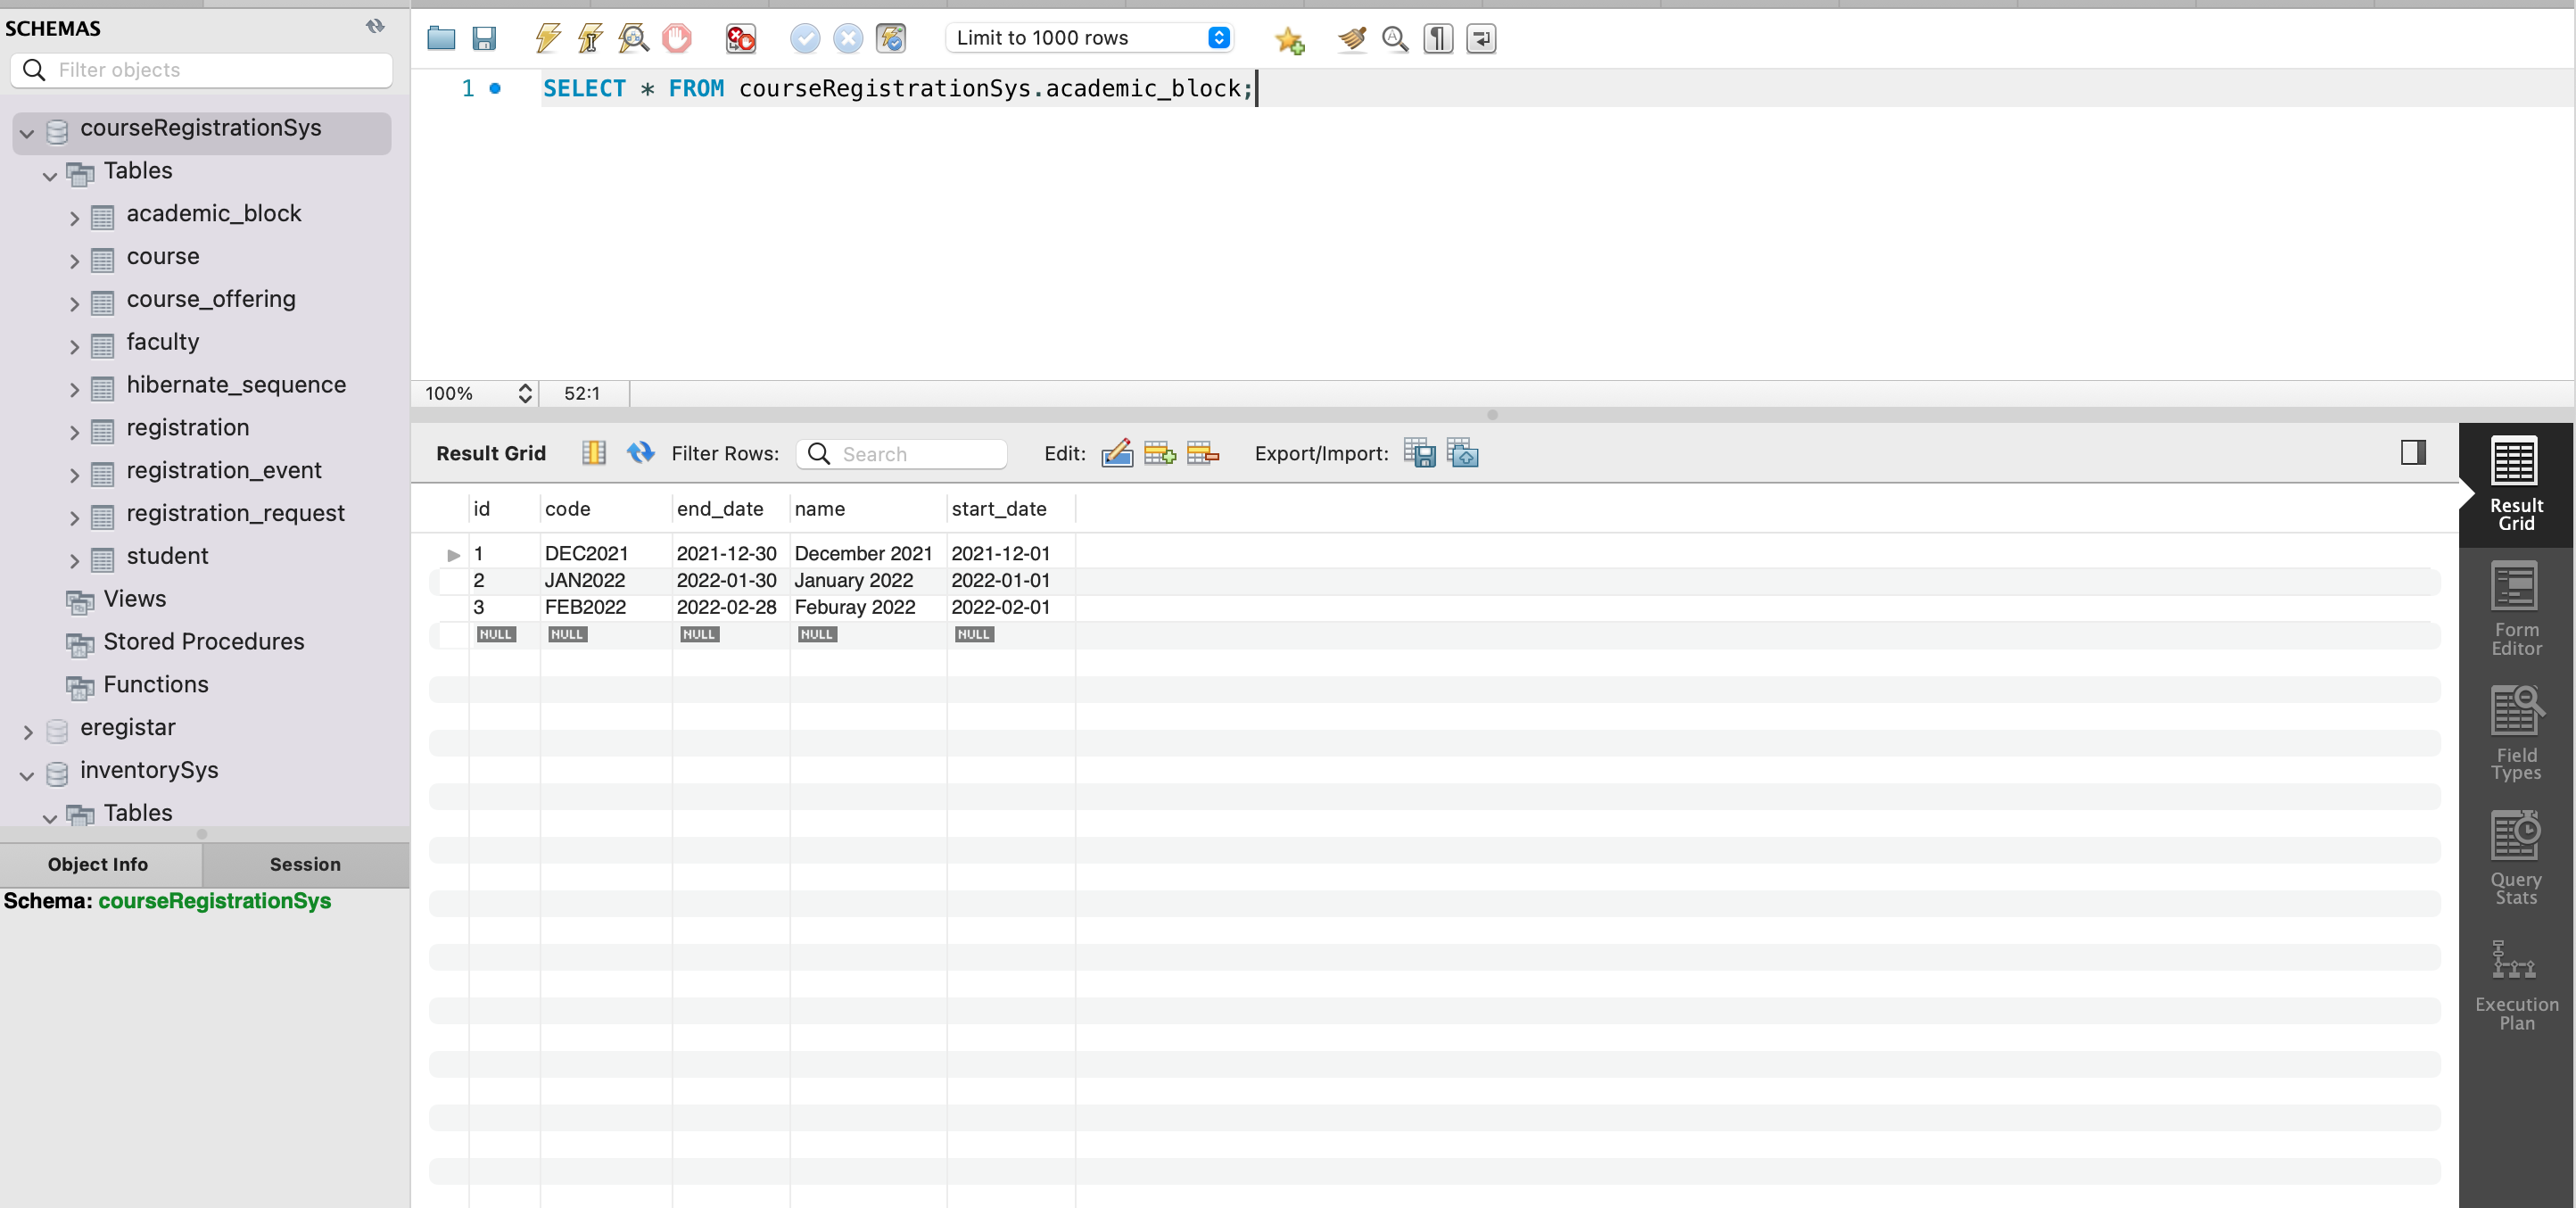 SCHEMAS
Filter objects
courseRegistrationSys
Tables
academic_block
course
course_offering
faculty
hibernate_sequence
registration
registration_event
registration_request
student
Views
Stored Procedures
Functions
eregistar
inventorySys
Tables
Object Info Session
Schema: courseRegistrationSys
Limit to 1000 rows
1 SELECT * FROM courseRegistrationSys.academic_block;
100% 52:1
Result Grid Filter Rows: Search Edit: Export/Import:
id code end_date name start_date
1 DEC2021 2021-12-30 December 2021 2021-12-01
2 JAN2022 2022-01-30 January 2022 2022-01-01
3 FEB2022 2022-02-28 Feburay 2022 2022-02-01
NULL NULL NULL NULL NULL
Result
Grid
Form
Editor
Field
Types
Query
Stats
Execution
Plan